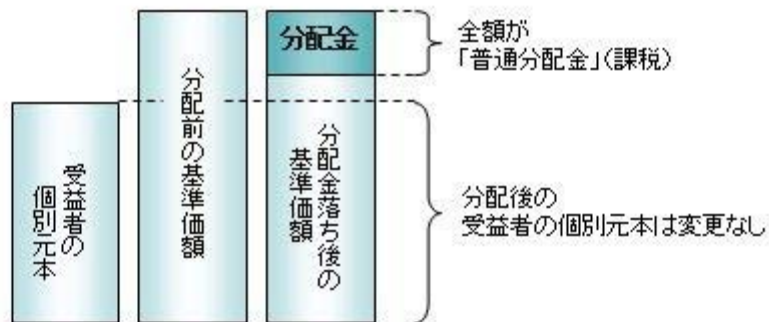 受益者の
個別元本
分配前の基準価額
分配金
分配金落ち後の
基準価額
全額が
「普通分配金」(課税)
分配後の
受益者の個別元本は変更なし